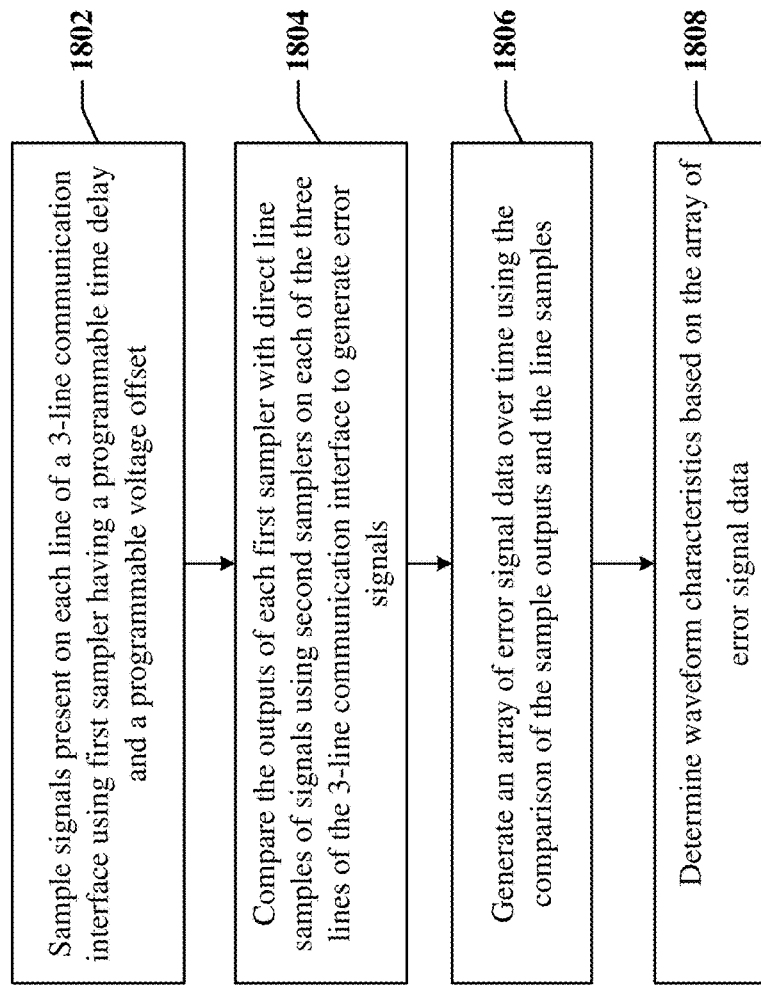 Sample signals present on each line of a 3-line communication
interface using first sampler having a programmable time delay
and a programmable voltage offset
1802
Compare the outputs of each first sampler with direct line
samples of signals using second samplers on each of the three
lines of the 3-line communication interface to generate error
signals
1804
Generate an array of error signal data over time using the
comparison of the sample outputs and the line samples
1806
Determine waveform characteristics based on the array of
error signal data
1808